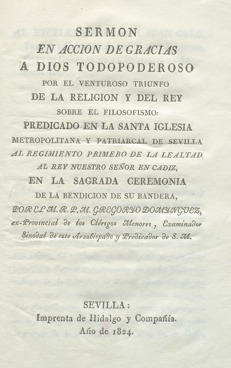 SERMON
EN ACCION DE GRACIAS
A DIOS TODOPODEROSO
POR EL VENTUROSO TRIUNFO
DE LA RELIGION Y DEL REY
SOBRE EL FILOSOFISMO:
PREDICADO EN LA SANTA IGLESIA
METROPOLITANA Y PATRIARCAL DE SEVILLA
AL REGIMIENTO PRIMERO DE LA LEALTAD
AL REY NUESTRO SEÑOR EN CADIZ,
EN LA SAGRADA CEREMONIA
DE LA BENDICION DE SU BANDERA,
POR EL M. R. P. M. GREGORIO DOMINGUEZ,
ex-Provincial de los Clérigos Menores, Examinador
Sinodal de este Arzobispado y Predicador de S. M.
SEVILLA:
Imprenta de Hidalgo y Compañía.
Año de 1824.